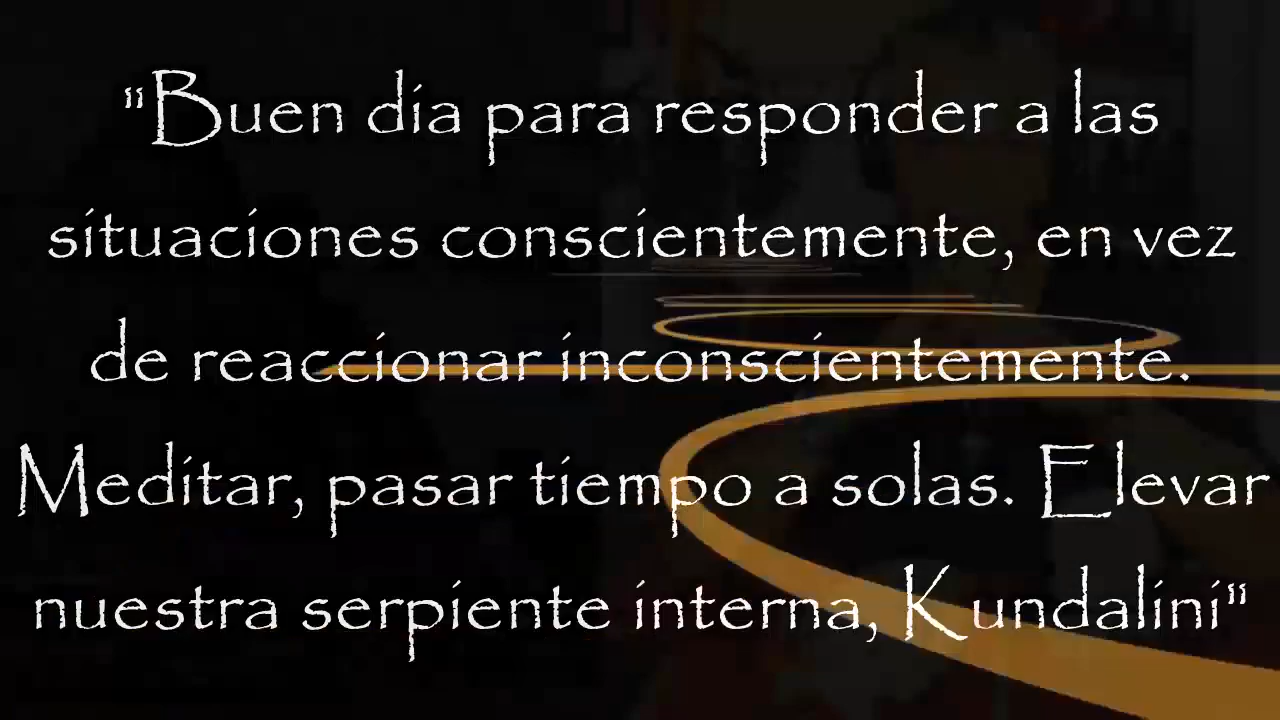 "Buen dia para responder a las
situaciones conscientemente, en vez
de reaccionar inconscientemente.
Meditar, pasar tiempo a solas. Elevar
nuestra serpiente interna, Kundalini"